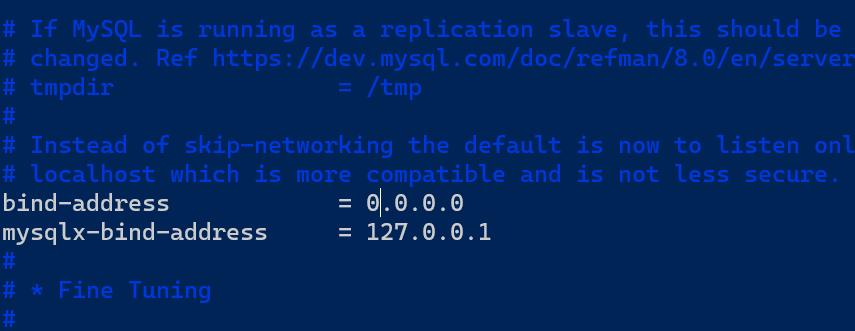 # If MySQL is running as a replication slave, this should be
# changed. Ref https://dev.mysql.com/doc/refman/8.0/en/server
# tmpdir                = /tmp
#
# Instead of skip-networking the default is now to listen onl
# localhost which is more compatible and is not less secure.
bind-address            = 0.0.0.0
mysqlx-bind-address     = 127.0.0.1
#
# * Fine Tuning
#